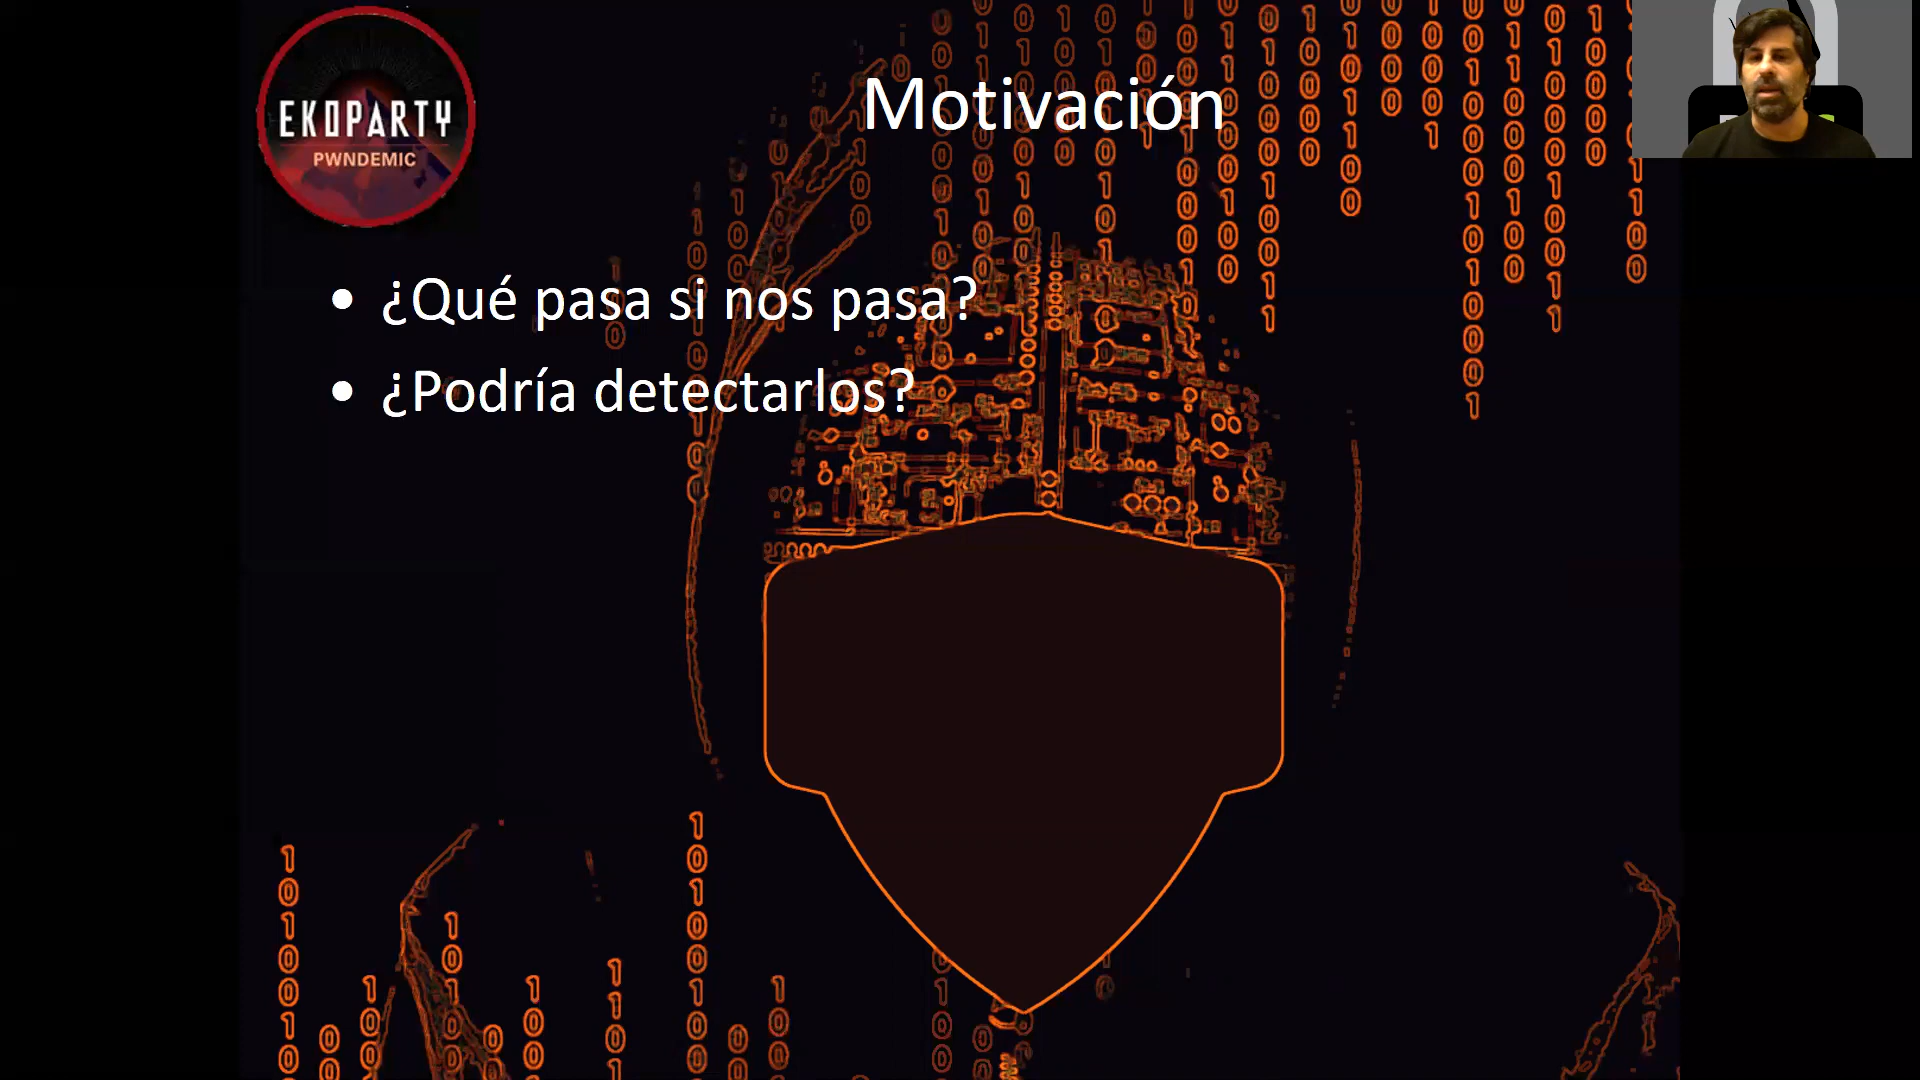 EKOPARTY
PWNDEMIC
Motivación
• ¿Qué pasa si nos pasa?
• ¿Podría detectarlos?